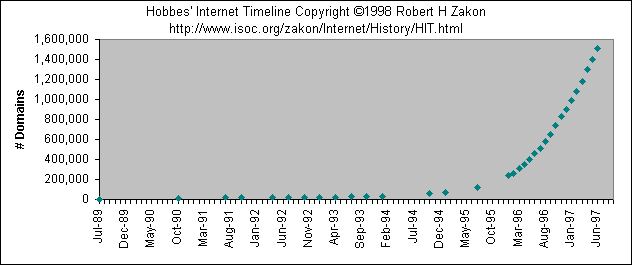 Hobbes' Internet Timeline Copyright ©1998 Robert H Zakon
http://www.isoc.org/zakon/Internet/History/HIT.html
# Domains
1,600,000
1,400,000
1,200,000
1,000,000
800,000
600,000
400,000
200,000
0
Jul-89
Dec-89
May-90
Oct-90
Mar-91
Aug-91
Jan-92
Jun-92
Nov-92
Apr-93
Sep-93
Feb-94
Jul-94
Dec-94
May-95
Oct-95
Mar-96
Aug-96
Jan-97
Jun-97